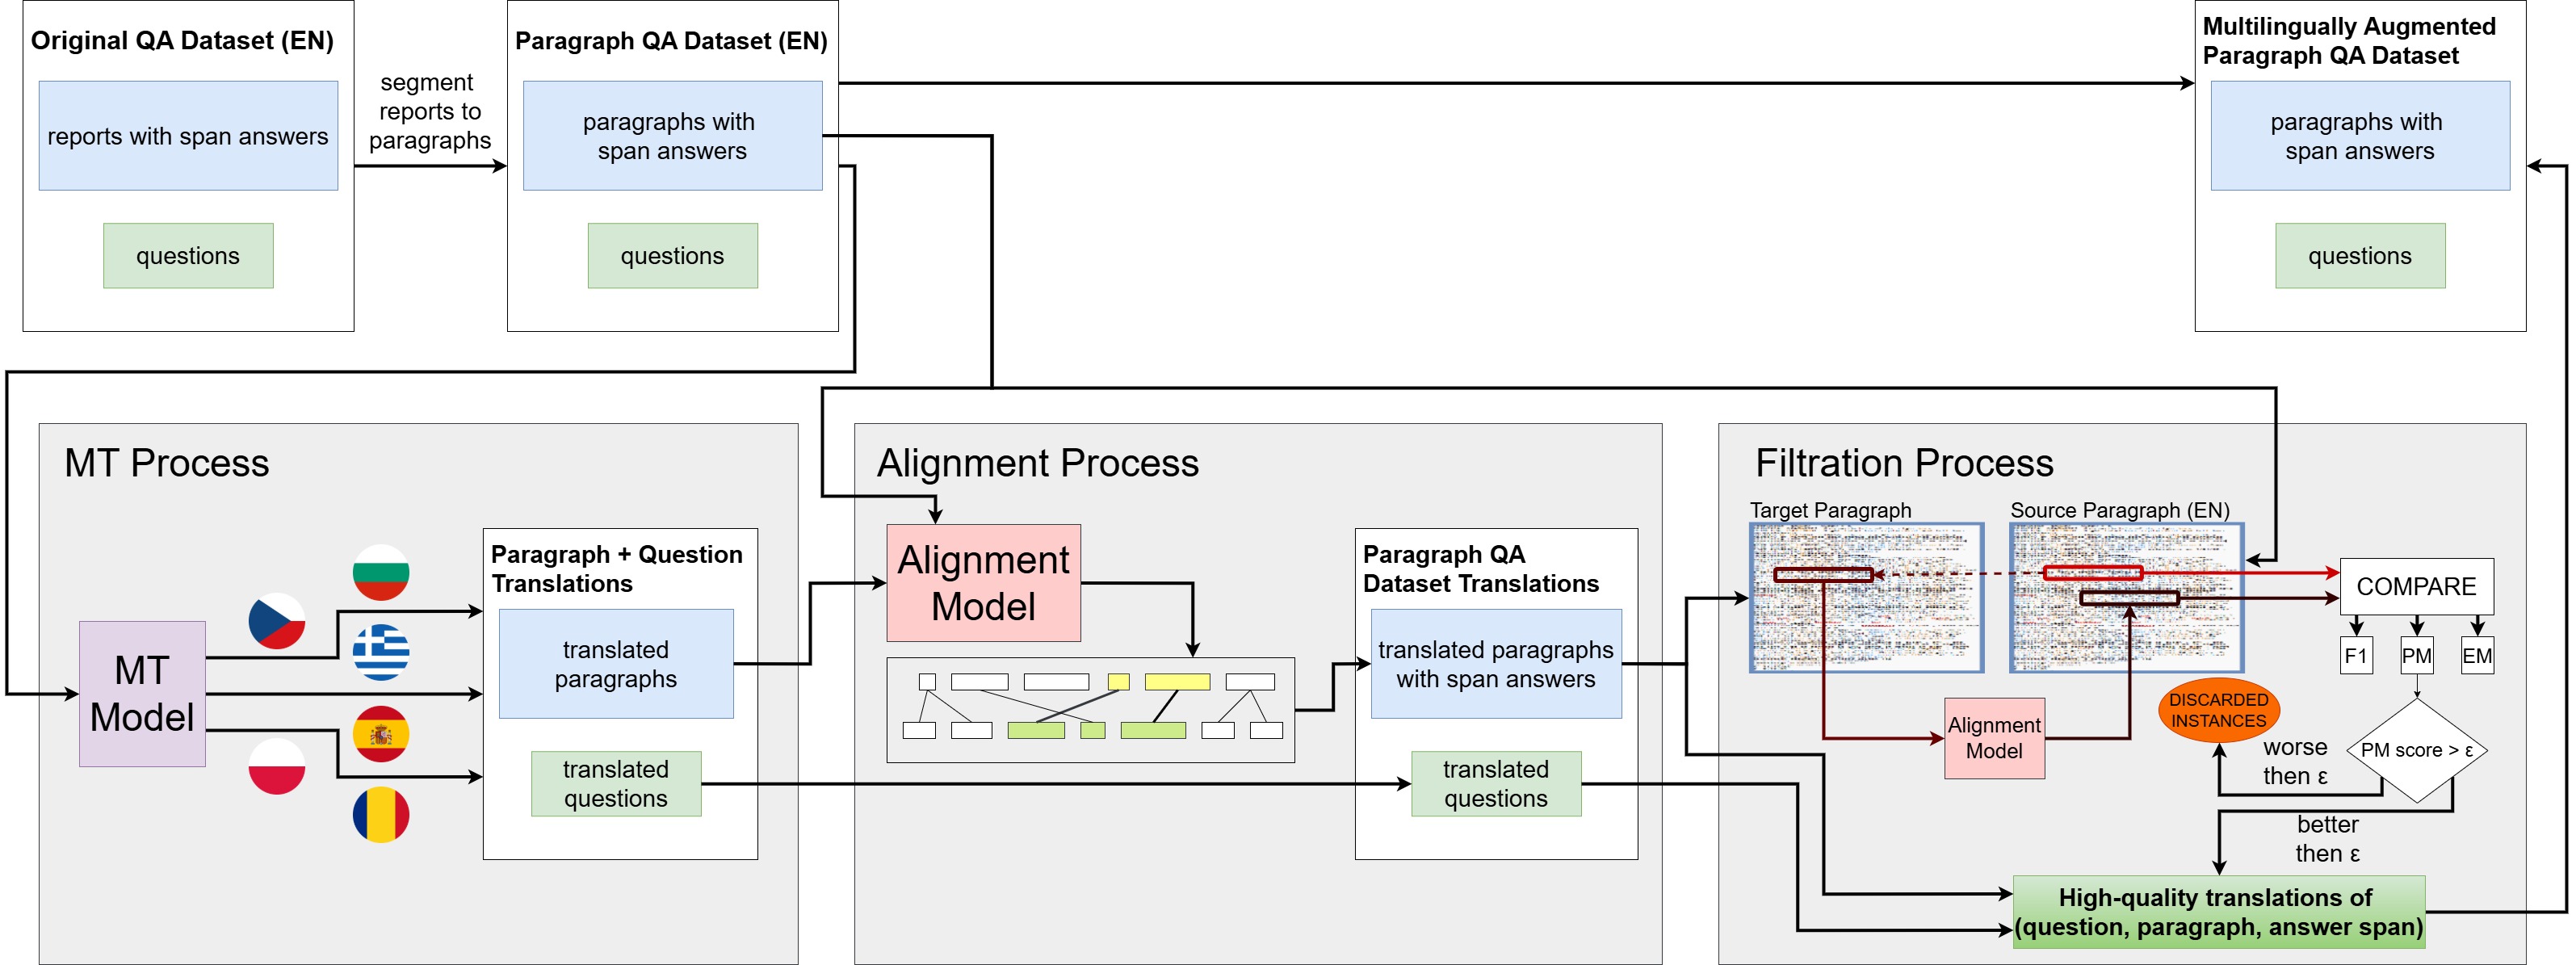 Original QA Dataset (EN)
reports with span answers
questions
segment
reports to
paragraphs
Paragraph QA Dataset (EN)
paragraphs with
span answers
questions
Multilingually Augmented
Paragraph QA Dataset
paragraphs with
span answers
questions
MT Process
MT
Model
Paragraph + Question
Translations
translated
paragraphs
translated
questions
Alignment Process
Alignment
Model
Paragraph QA
Dataset Translations
translated paragraphs
with span answers
translated
questions
Filtration Process
Target Paragraph
Source Paragraph (EN)
COMPARE
F1
PM
EM
Alignment
Model
DISCARDED
INSTANCES
PM score > ε
worse
then ε
better
then ε
High-quality translations of
(question, paragraph, answer span)